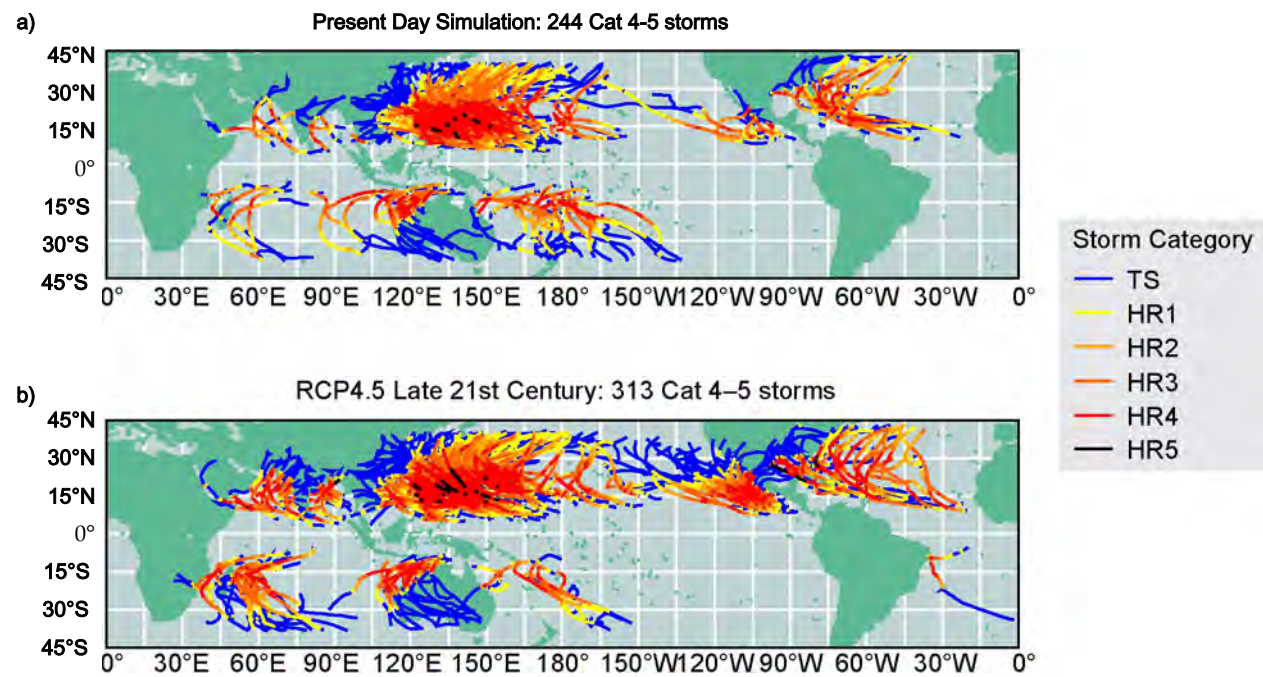 a)
Present Day Simulation: 244 Cat 4-5 storms
45°N
30°N
15°N
0°
15°S
30°S
45°S
0° 30°E 60°E 90°E 120°E 150°E 180° 150°W 120°W 90°W 60°W 30°W 0°
Storm Category
TS
HR1
HR2
HR3
HR4
HR5
b)
RCP4.5 Late 21st Century: 313 Cat 4–5 storms
45°N
30°N
15°N
0°
15°S
30°S
45°S
0° 30°E 60°E 90°E 120°E 150°E 180° 150°W 120°W 90°W 60°W 30°W 0°